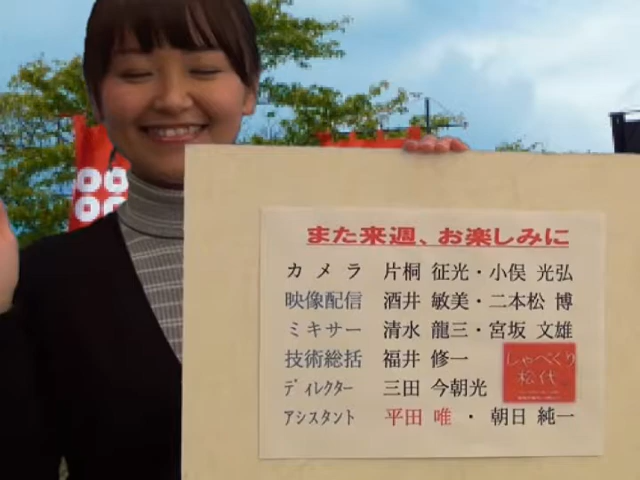 また来週、お楽しみに
カメラ 片桐 征光・小俣 光弘
映像配信 酒井 敏美・二本松 博
ミキサー 清水 龍三・宮坂 文雄
技術総括 福井 修一
ディレクター 三田 今朝光
アシスタント 平田 唯 ・ 朝日 純一
しゃべくり
松代